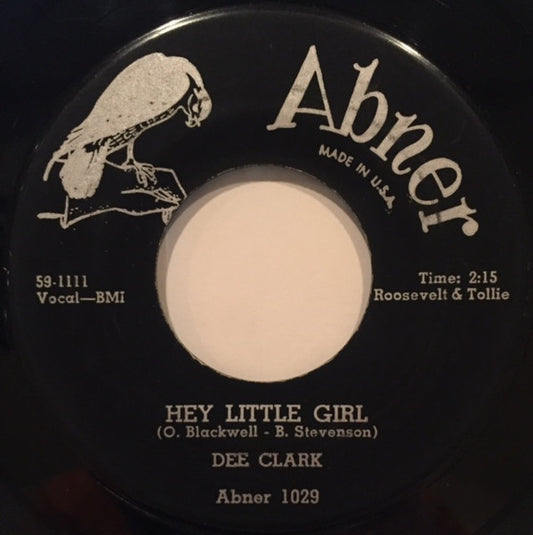 Abner
MADE IN U.S.A.
59-1111
Vocal—BMI
Time: 2:15
Roosevelt & Tollie
HEY LITTLE GIRL
(O. Blackwell - B. Stevenson)
DEE CLARK
Abner 1029